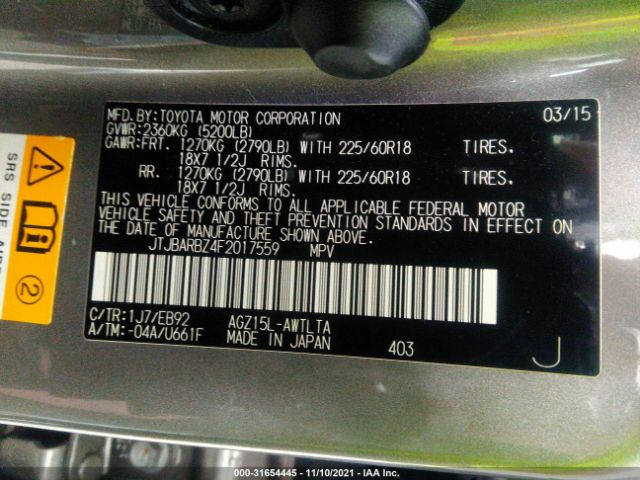 MFD.BY:TOYOTA MOTOR CORPORATION 03/15
GVWR:2360KG (5200LB)
GAWR:FRT. 1270KG (2790LB) WITH 225/60R18 TIRES.
18X7 1/2J RIMS.
RR. 1270KG (2790LB) WITH 225/60R18 TIRES.
18X7 1/2J RIMS.
THIS VEHICLE CONFORMS TO ALL APPLICABLE FEDERAL MOTOR
VEHICLE SAFETY AND THEFT PREVENTION STANDARDS IN EFFECT ON
THE DATE OF MANUFACTURE SHOWN ABOVE.
JTJBARBZ4F2017559 MPV
C/TR:1J7/EB92 AGZ15L-AWTLTA
A/TM:-04A/U661F MADE IN JAPAN 403 J
SRS SIDE
2
000-31654445 - 11/10/2021 - IAA Inc.